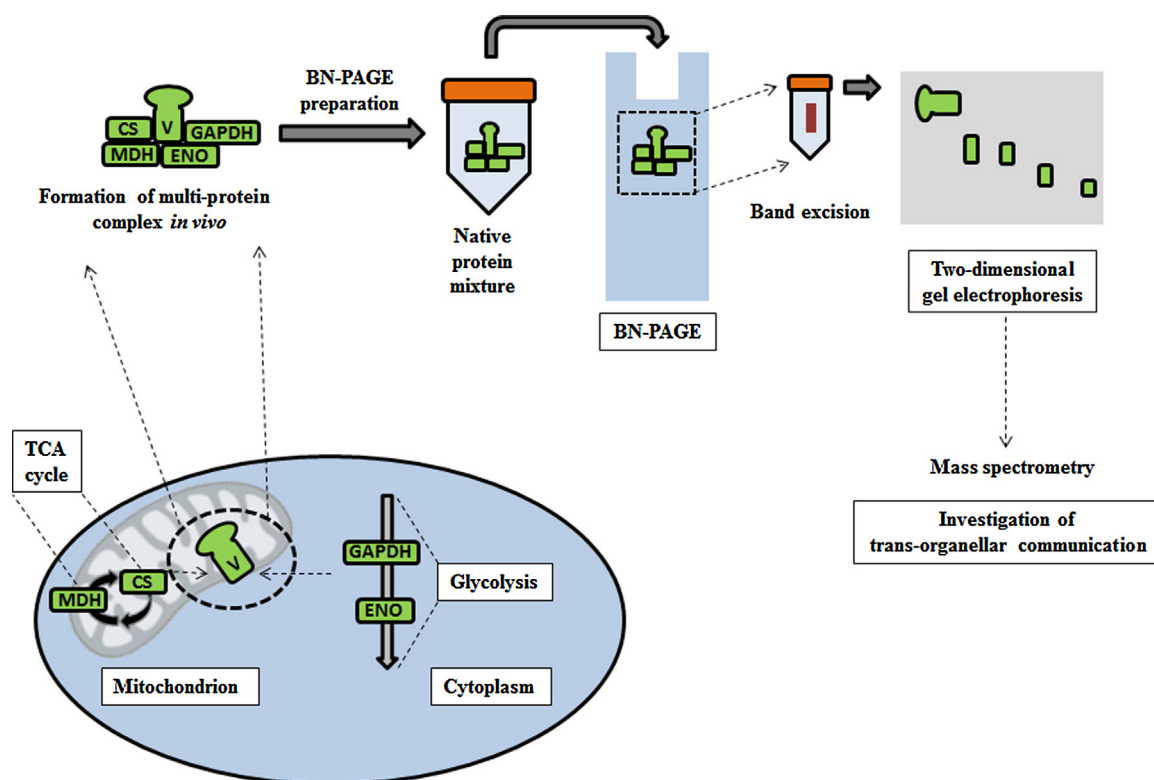 BN-PAGE
preparation
CS
V
GAPDH
MDH
ENO
Formation of multi-protein
complex in vivo
Native
protein
mixture
BN-PAGE
Band excision
Two-dimensional
gel electrophoresis
Mass spectrometry
Investigation of
trans-organellar communication
TCA
cycle
V
CS
MDH
GAPDH
ENO
Glycolysis
Mitochondrion
Cytoplasm